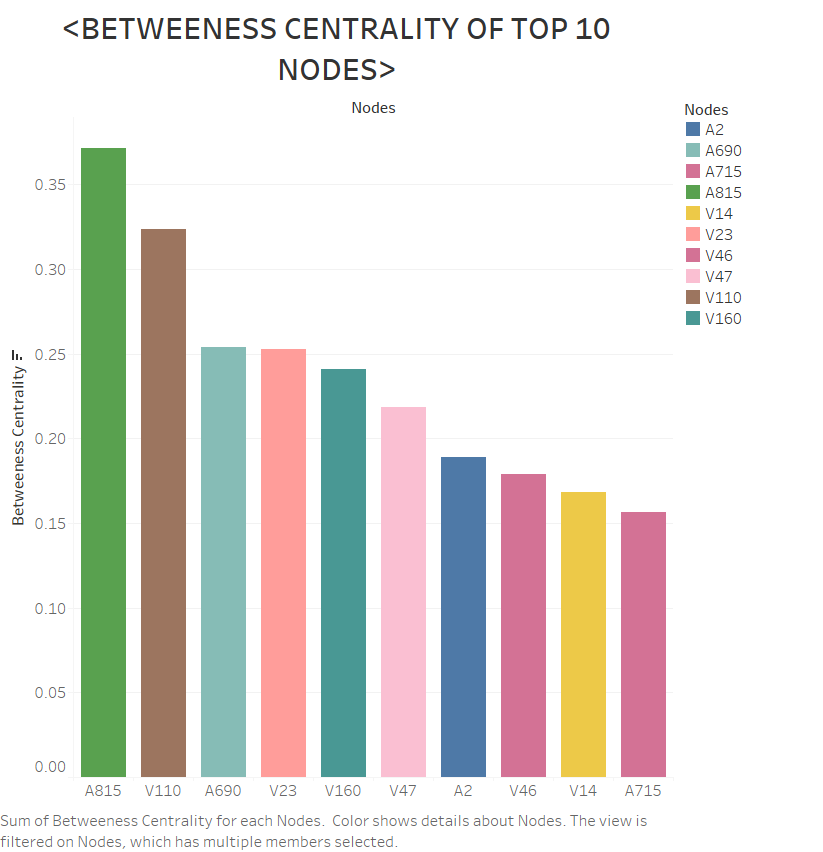 <BETWEENESS CENTRALITY OF TOP 10
NODES>
Nodes
Betweeness Centrality
0.35
0.30
0.25
0.20
0.15
0.10
0.05
0.00
A815 V110 A690 V23 V160 V47 A2 V46 V14 A715
Nodes
A2
A690
A715
A815
V14
V23
V46
V47
V110
V160
Sum of Betweeness Centrality for each Nodes. Color shows details about Nodes. The view is
filtered on Nodes, which has multiple members selected.